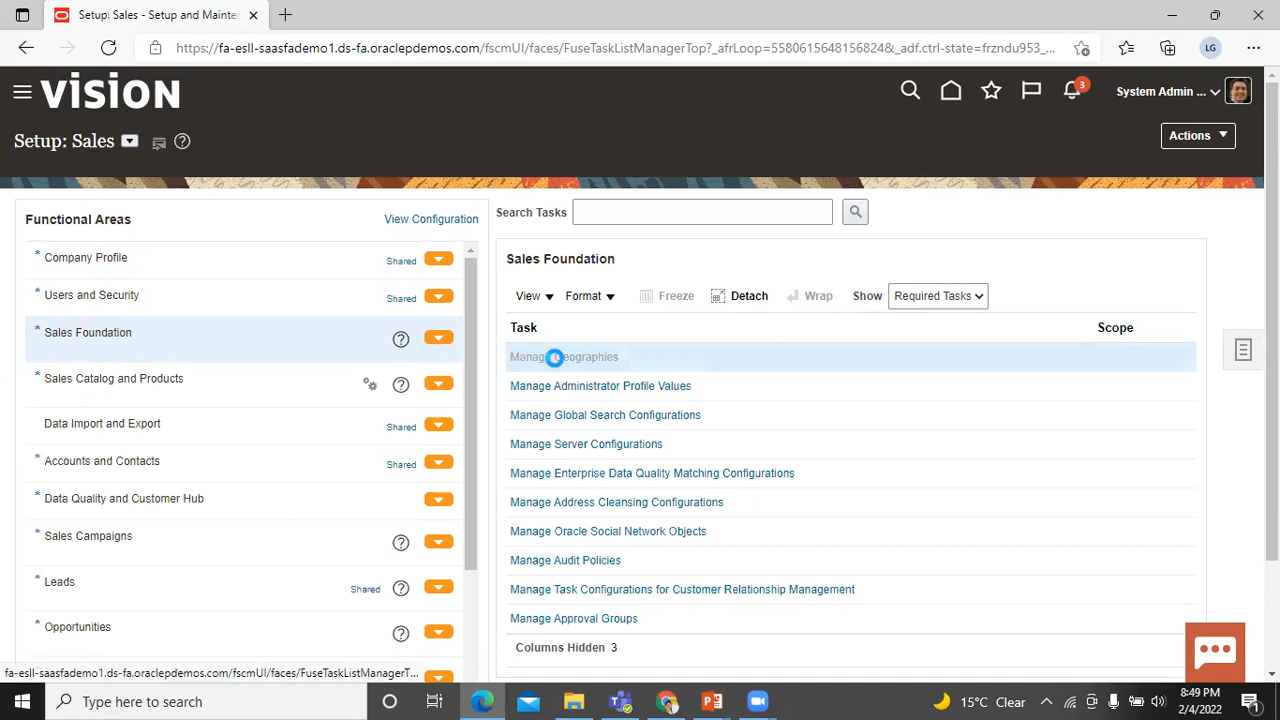 Setup: Sales - Setup and Mainter
https://fa-esll-saasfademo1.ds-fa.oraclepdemos.com/fscmUI/faces/FuseTaskListManagerTop?_afrLoop=55806156481568248&_adf.ctrl-state=frzndu953_...
LG
VISION
3
System Admin ...
Setup: Sales
Actions
Functional Areas
View Configuration
Search Tasks
* Company Profile
Shared
* Users and Security
Shared
* Sales Foundation
* Sales Catalog and Products
Data Import and Export
Shared
* Accounts and Contacts
Shared
* Data Quality and Customer Hub
* Sales Campaigns
* Leads
Shared
* Opportunities
Sales Foundation
View
Format
Freeze
Detach
Wrap
Show
Required Tasks
Task
Scope
Manage Geographies
Manage Administrator Profile Values
Manage Global Search Configurations
Manage Server Configurations
Manage Enterprise Data Quality Matching Configurations
Manage Address Cleansing Configurations
Manage Oracle Social Network Objects
Manage Audit Policies
Manage Task Configurations for Customer Relationship Management
Manage Approval Groups
Columns Hidden 3
fa-esll-saasfademo1.ds-fa.oraclepdemos.com/fscmUI/faces/FuseTaskListManagerT...
Type here to search
15°C Clear
8:49 PM
2/4/2022
1